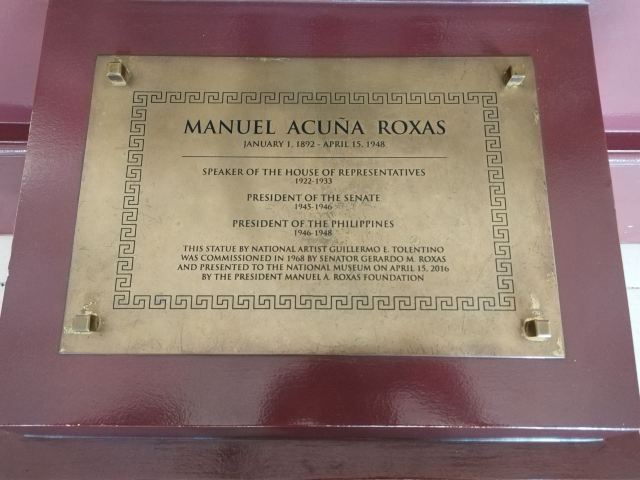 MANUEL ACUÑA ROXAS
JANUARY 1, 1892 - APRIL 15, 1948
SPEAKER OF THE HOUSE OF REPRESENTATIVES
1922-1933
PRESIDENT OF THE SENATE
1945-1946
PRESIDENT OF THE PHILIPPINES
1946-1948
THIS STATUE BY NATIONAL ARTIST GUILLERMO E. TOLENTINO
WAS COMMISSIONED IN 1968 BY SENATOR GERARDO M. ROXAS
AND PRESENTED TO THE NATIONAL MUSEUM ON APRIL 15, 2016
BY THE PRESIDENT MANUEL A. ROXAS FOUNDATION